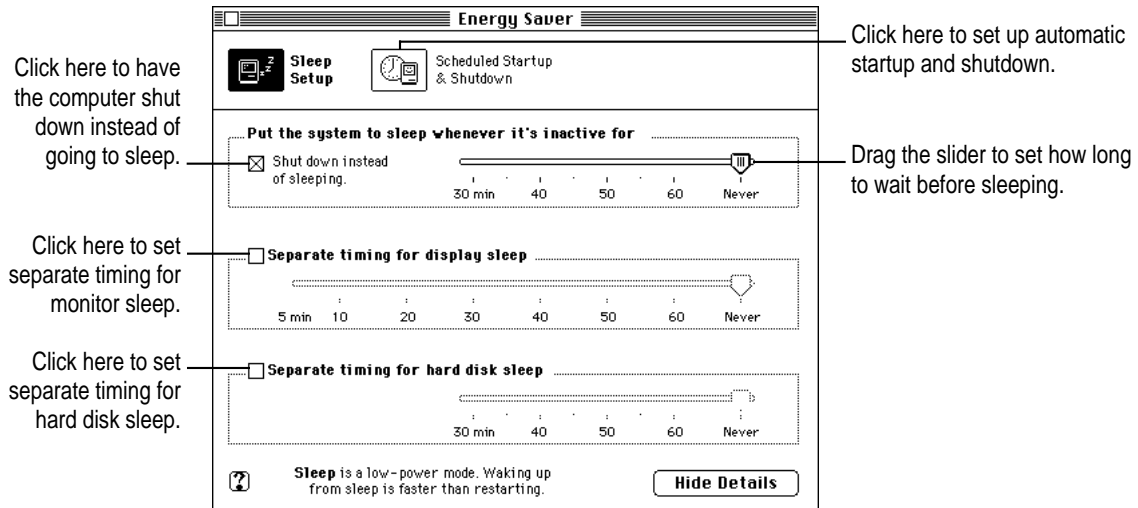 Energy Saver
Sleep
Setup
Scheduled Startup
& Shutdown
Click here to set up automatic
startup and shutdown.
Click here to have
the computer shut
down instead of
going to sleep.
Put the system to sleep whenever it's inactive for
Shut down instead
of sleeping.
30 min 40 50 60 Never
Drag the slider to set how long
to wait before sleeping.
Click here to set
separate timing for
monitor sleep.
Separate timing for display sleep
5 min 10 20 30 40 50 60 Never
Click here to set
separate timing for
hard disk sleep.
Separate timing for hard disk sleep
30 min 40 50 60 Never
? Sleep is a low-power mode. Waking up
from sleep is faster than restarting.
Hide Details